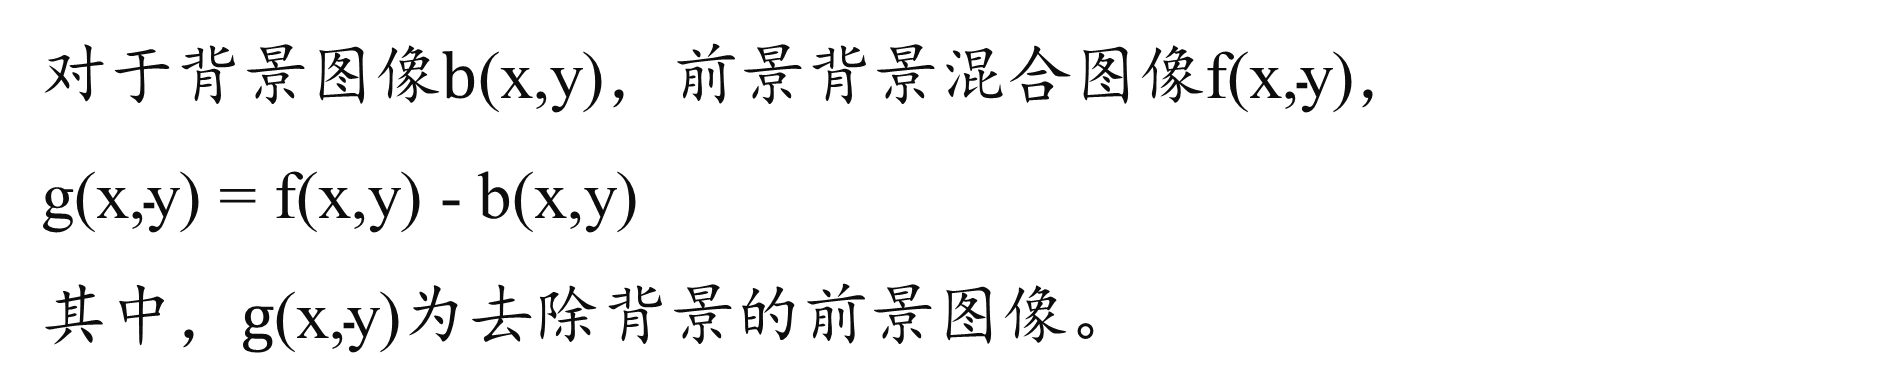 对于背景图像b(x,y)，前景背景混合图像f(x,y)，
g(x,y) = f(x,y) - b(x,y)
其中，g(x,y)为去除背景的前景图像。